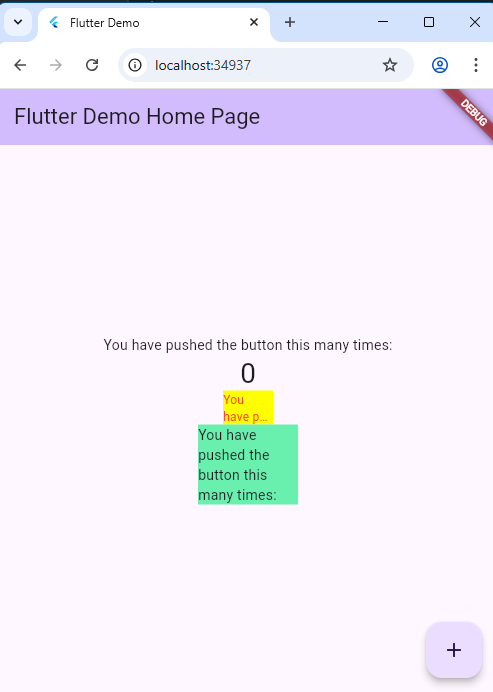 Flutter Demo
localhost:34937
Flutter Demo Home Page
DEBUG
You have pushed the button this many times:
0
You
have p...
You have
pushed the
button this
many times: